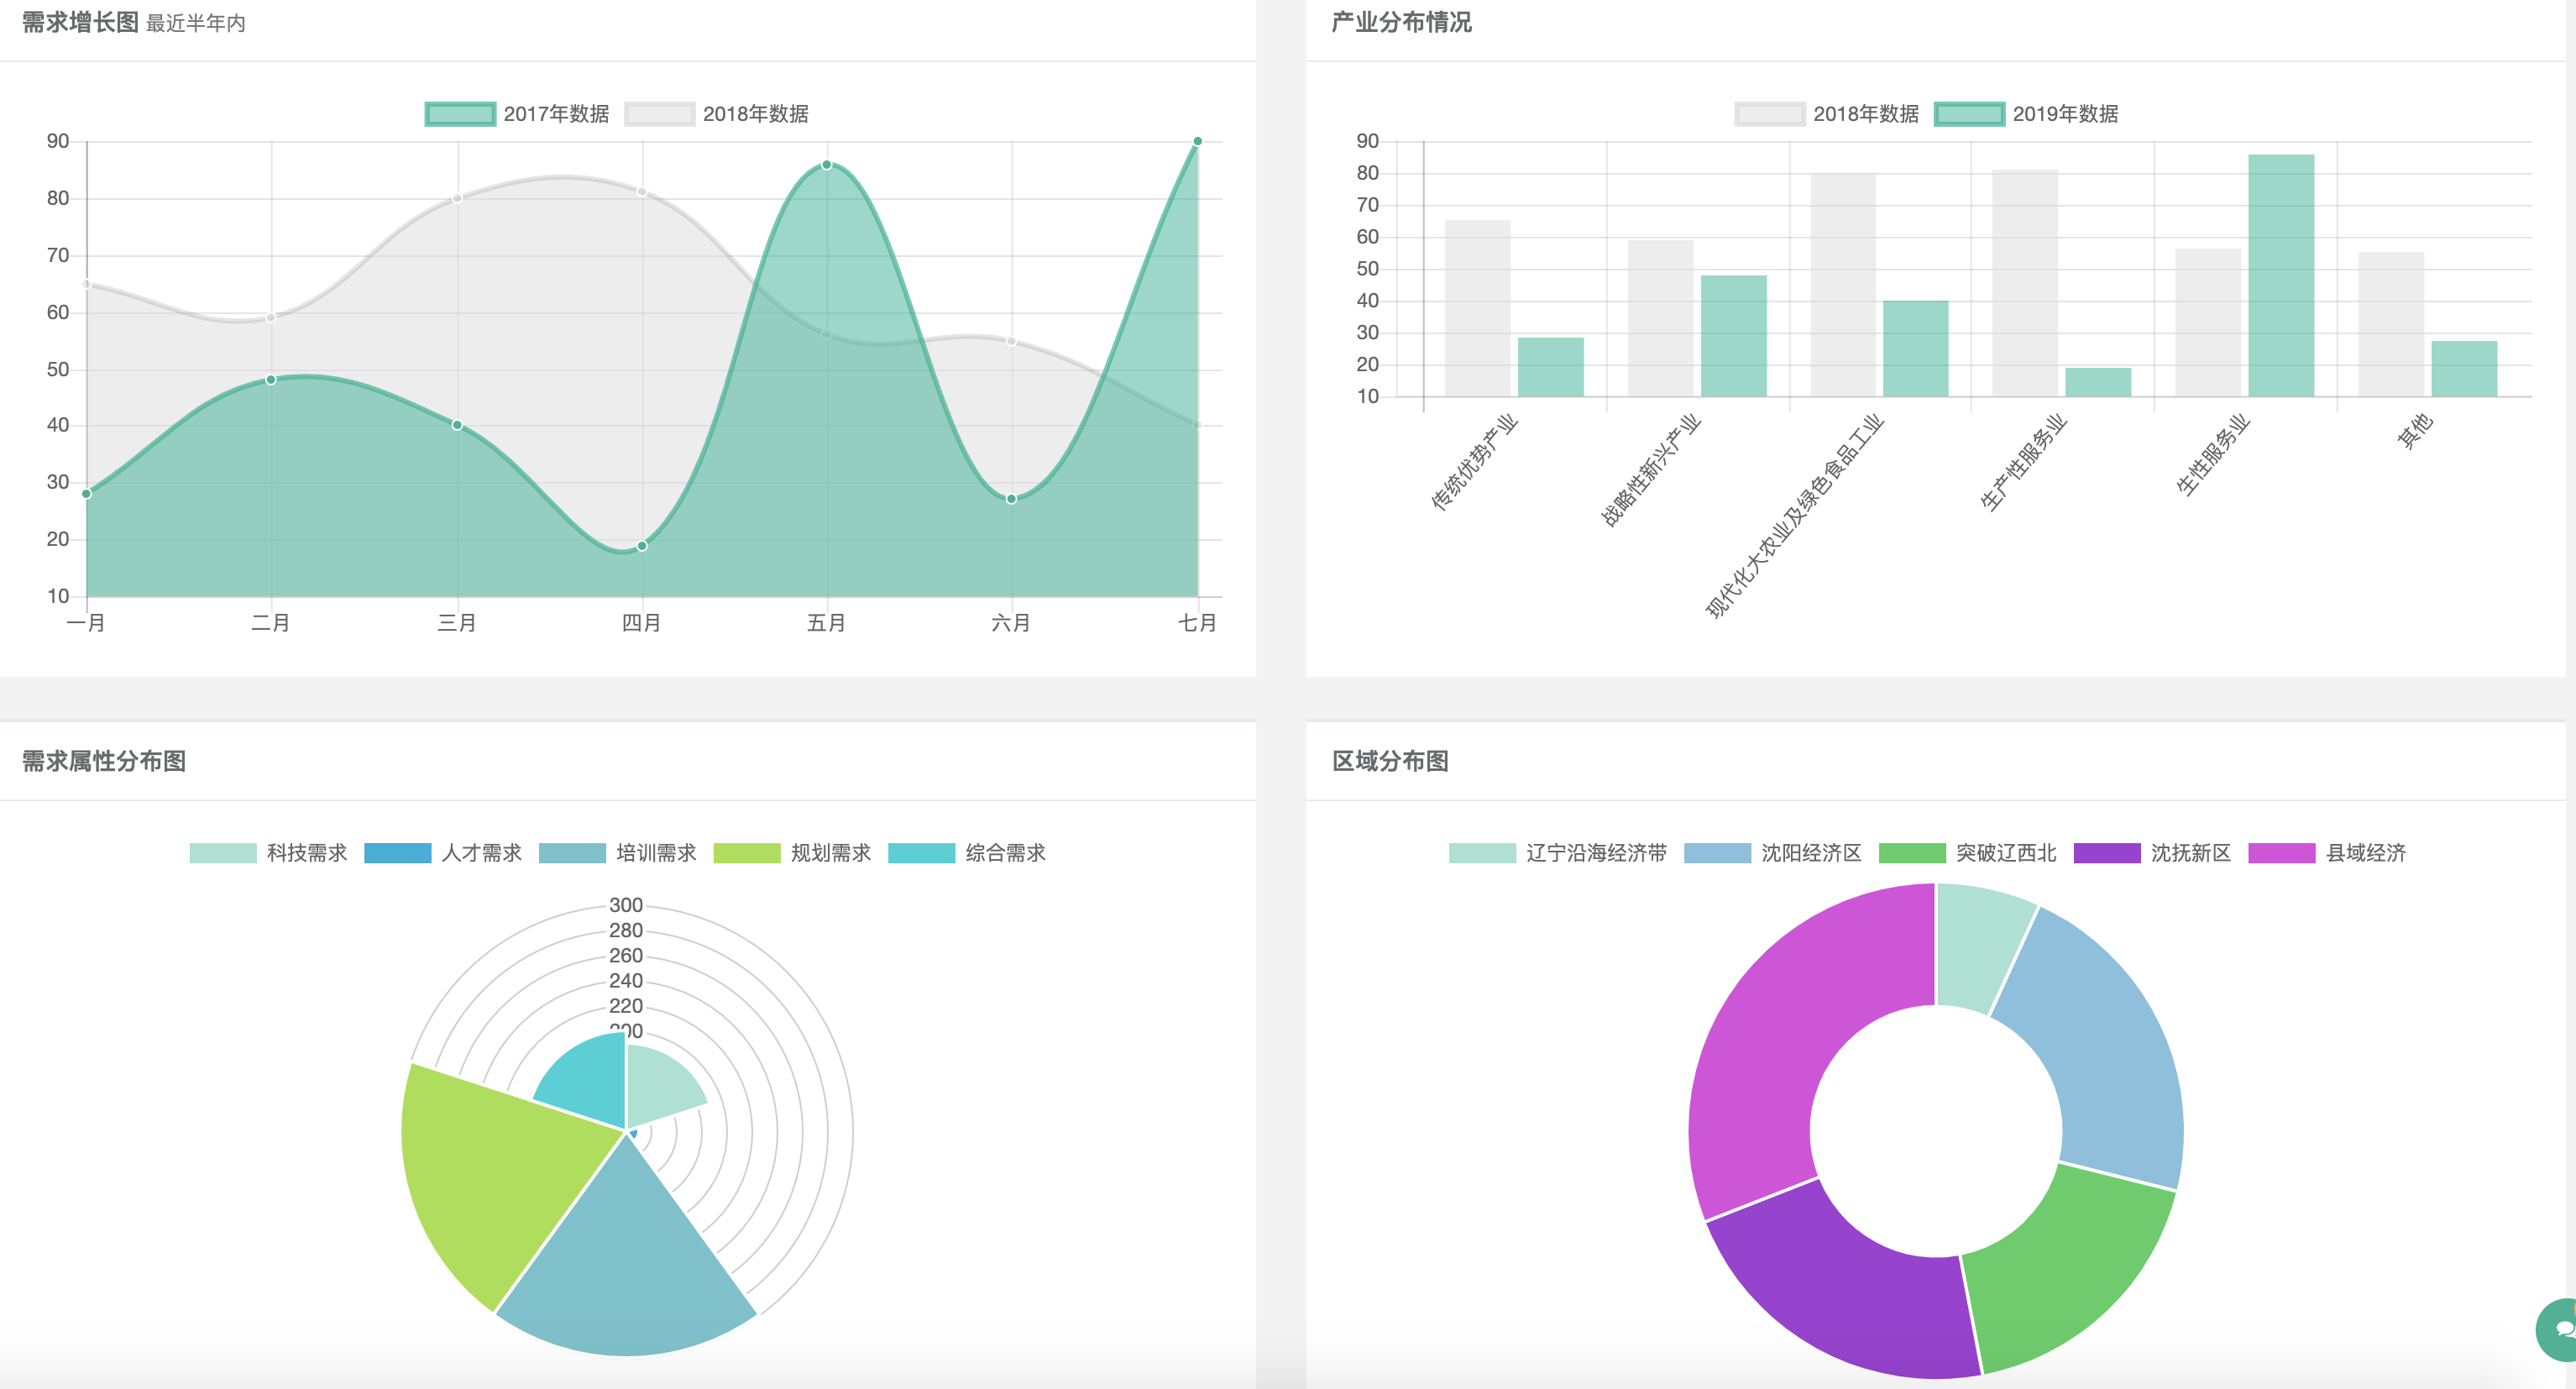 需求增长图 最近半年内
2017年数据 2018年数据
90
80
70
60
50
40
30
20
10
一月 二月 三月 四月 五月 六月 七月
产业分布情况
2018年数据 2019年数据
90
80
70
60
50
40
30
20
10
传统优势产业
战略性新兴产业
现代化大农业及绿色食品工业
生产性服务业
生性服务业
其他
需求属性分布图
科技需求 人才需求 培训需求 规划需求 综合需求
300
280
260
240
220
200
区域分布图
辽宁沿海经济带 沈阳经济区 突破辽西北 沈抚新区 县域经济